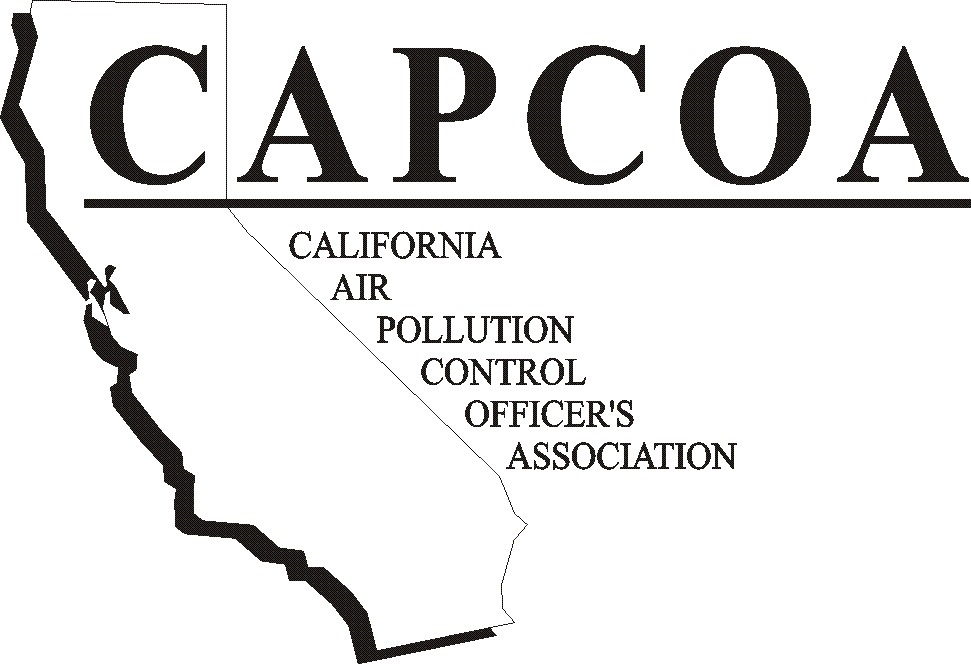 CAPCOA
CALIFORNIA
AIR
POLLUTION
CONTROL
OFFICER'S
ASSOCIATION